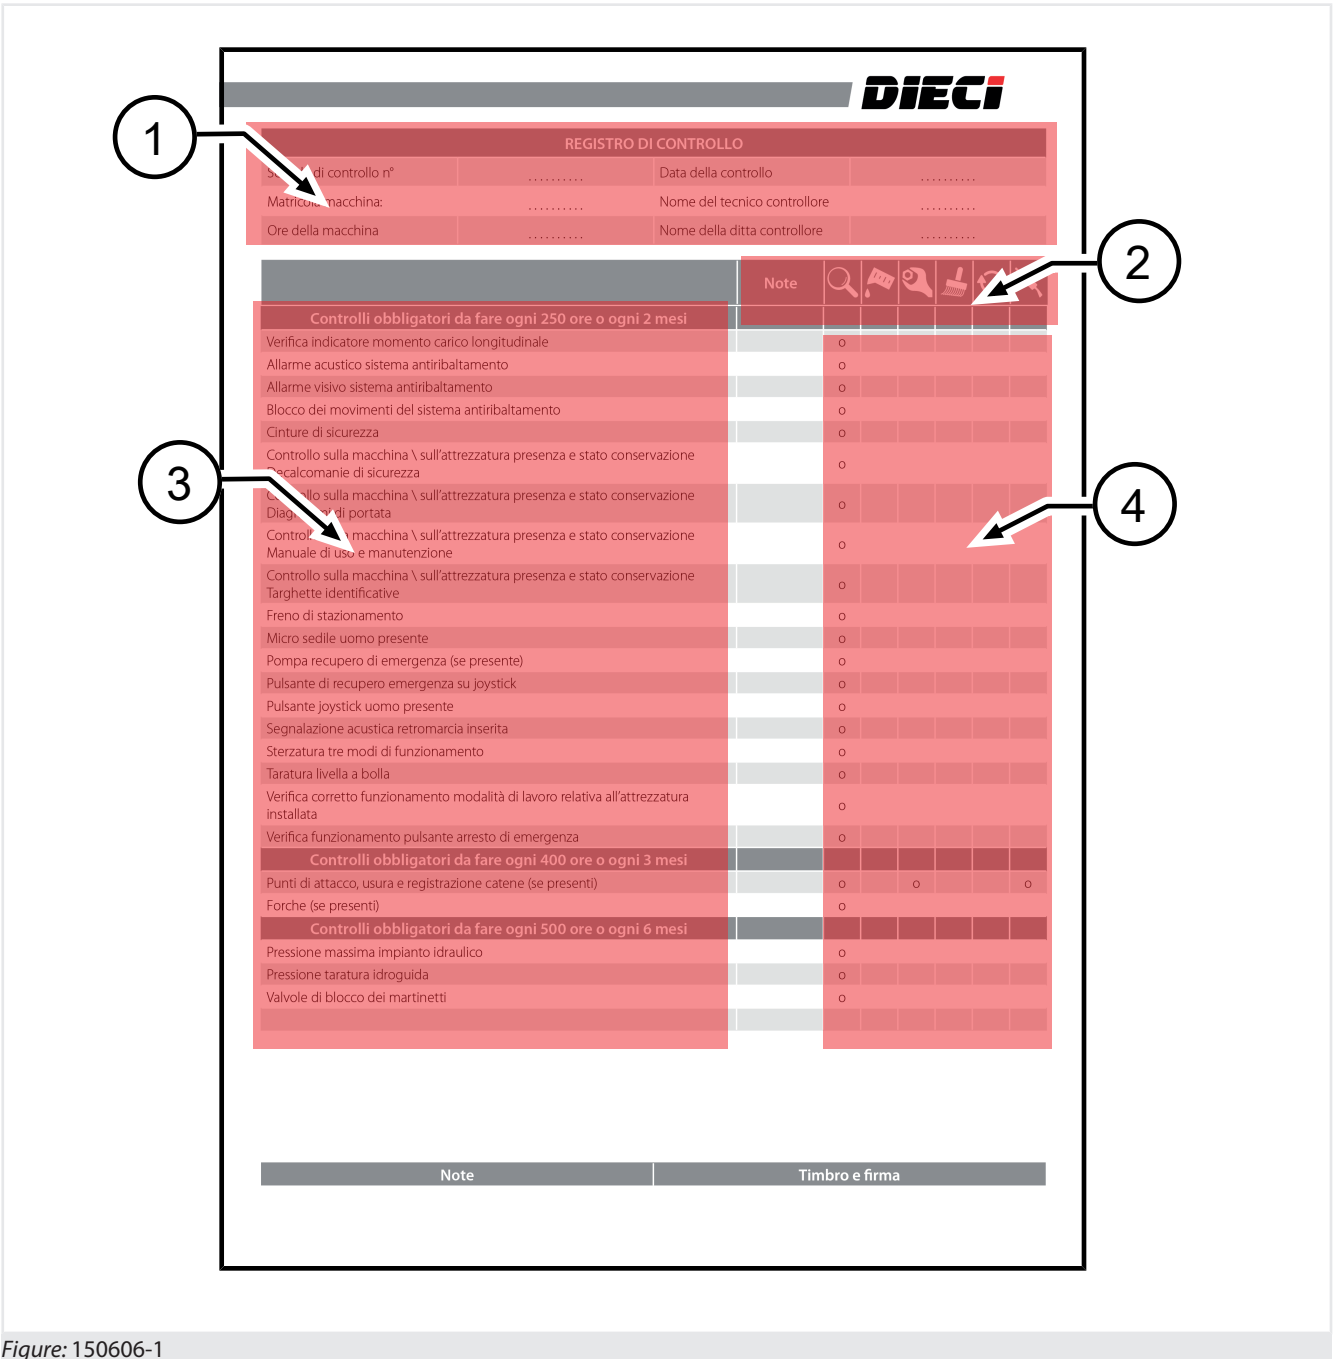 DIECI
1
REGISTRO DI CONTROLLO
di controllo n° .......... Data della controllo ..........
Matricola macchina: .......... Nome del tecnico controllore ..........
Ore della macchina .......... Nome della ditta controllore ..........
2
Note
Controlli obbligatori da fare ogni 250 ore o ogni 2 mesi
Verifica indicatore momento carico longitudinale o
Allarme acustico sistema antiribaltamento o
Allarme visivo sistema antiribaltamento o
Blocco dei movimenti del sistema antiribaltamento o
Cinture di sicurezza o
Controllo sulla macchina \ sull'attrezzatura presenza e stato conservazione
Decalcomanie di sicurezza o
3
Controllo sulla macchina \ sull'attrezzatura presenza e stato conservazione
di portata o
4
Controllo macchina \ sull'attrezzatura presenza e stato conservazione
Manuale di uso e manutenzione o
Controllo sulla macchina \ sull'attrezzatura presenza e stato conservazione
Targhette identificative o
Freno di stazionamento o
Micro sedile uomo presente o
Pompa recupero di emergenza (se presente) o
Pulsante di recupero emergenza su joystick o
Pulsante joystick uomo presente o
Segnalazione acustica retromarcia inserita o
Sterzatura tre modi di funzionamento o
Taratura livella a bolla o
Verifica corretto funzionamento modalità di lavoro relativa all'attrezzatura
installata o
Verifica funzionamento pulsante arresto di emergenza o
Controlli obbligatori da fare ogni 400 ore o ogni 3 mesi
Punti di attacco, usura e registrazione catene (se presenti) o o o
Forche (se presenti) o
Controlli obbligatori da fare ogni 500 ore o ogni 6 mesi
Pressione massima impianto idraulico o
Pressione taratura idroguida o
Valvole di blocco dei martinetti o
Note Timbro e firma
Figure: 150606-1